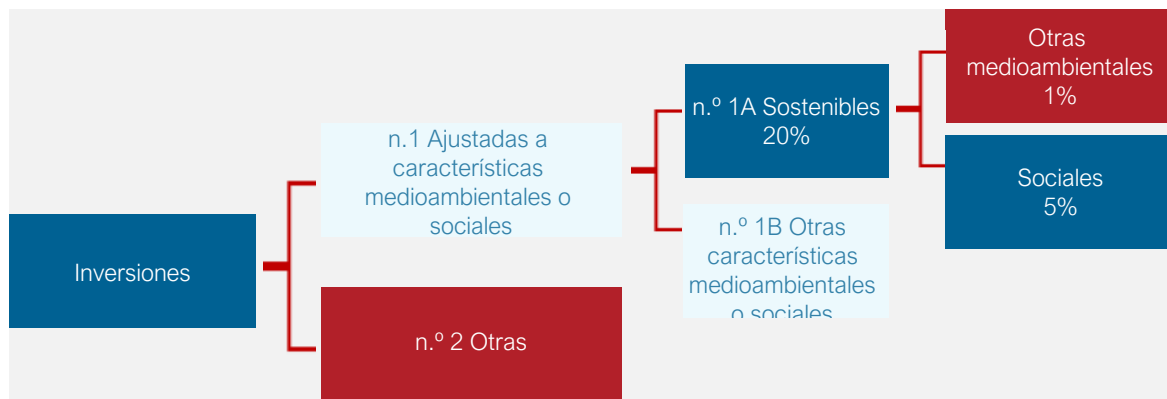 Inversiones
n.1 Ajustadas a
características
medioambientales o
sociales
n.º 2 Otras
n.º 1A Sostenibles
20%
n.º 1B Otras
características
medioambientales
o sociales
Otras
medioambientales
1%
Sociales
5%